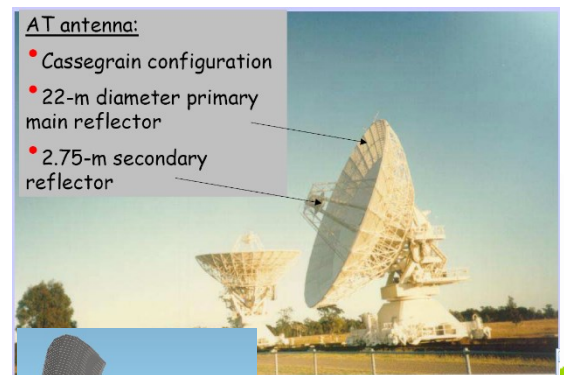 AT antenna:
• Cassegrain configuration
• 22-m diameter primary
main reflector
• 2.75-m secondary
reflector